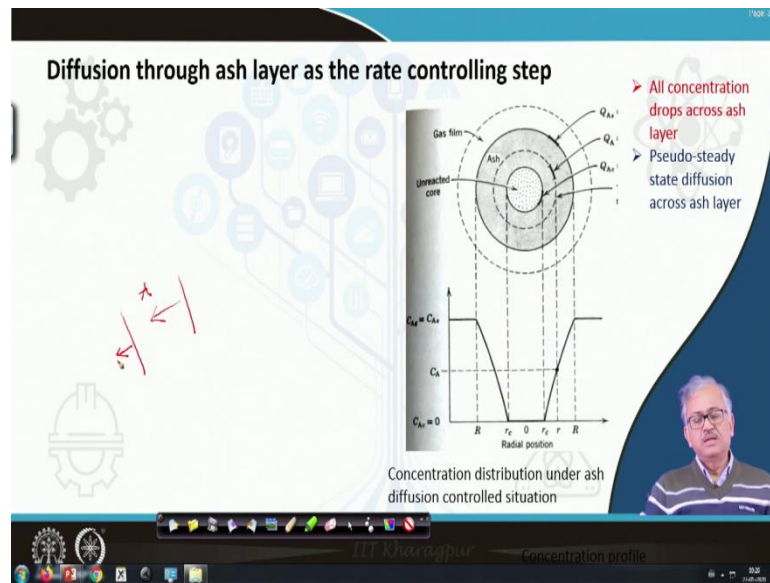 Diffusion through ash layer as the rate controlling step
➤ All concentration
drops across ash
layer
➤ Pseudo-steady
state diffusion
across ash layer
Gas film
Ash
Unreacted
core
Q_As
Q_A
Q_Ac
C_Ag = C_As
C_A
C_Ac = 0
R r_c 0 r_c r R
Radial position
Concentration distribution under ash
diffusion controlled situation
IIT Kharagpur
Concentration profile